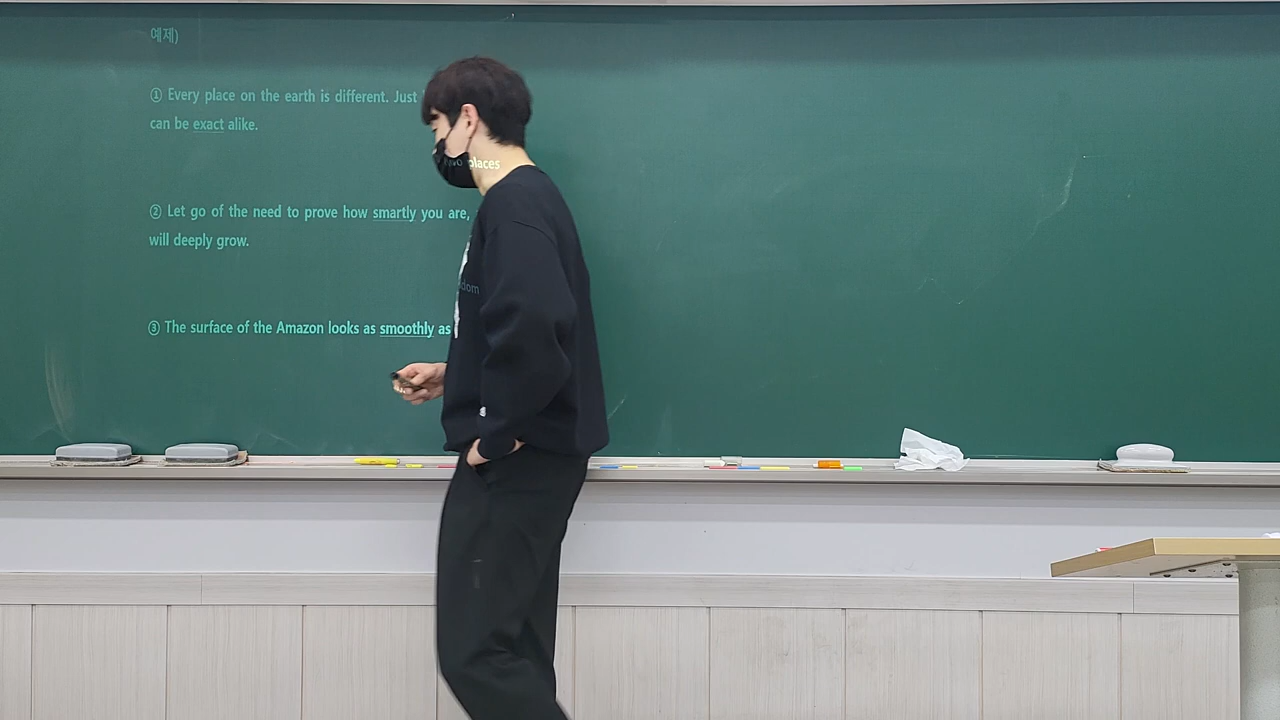 예제)
① Every place on the earth is different. Just
places
can be exact alike.
② Let go of the need to prove how smartly you are,
will deeply grow.
③ The surface of the Amazon looks as smoothly as